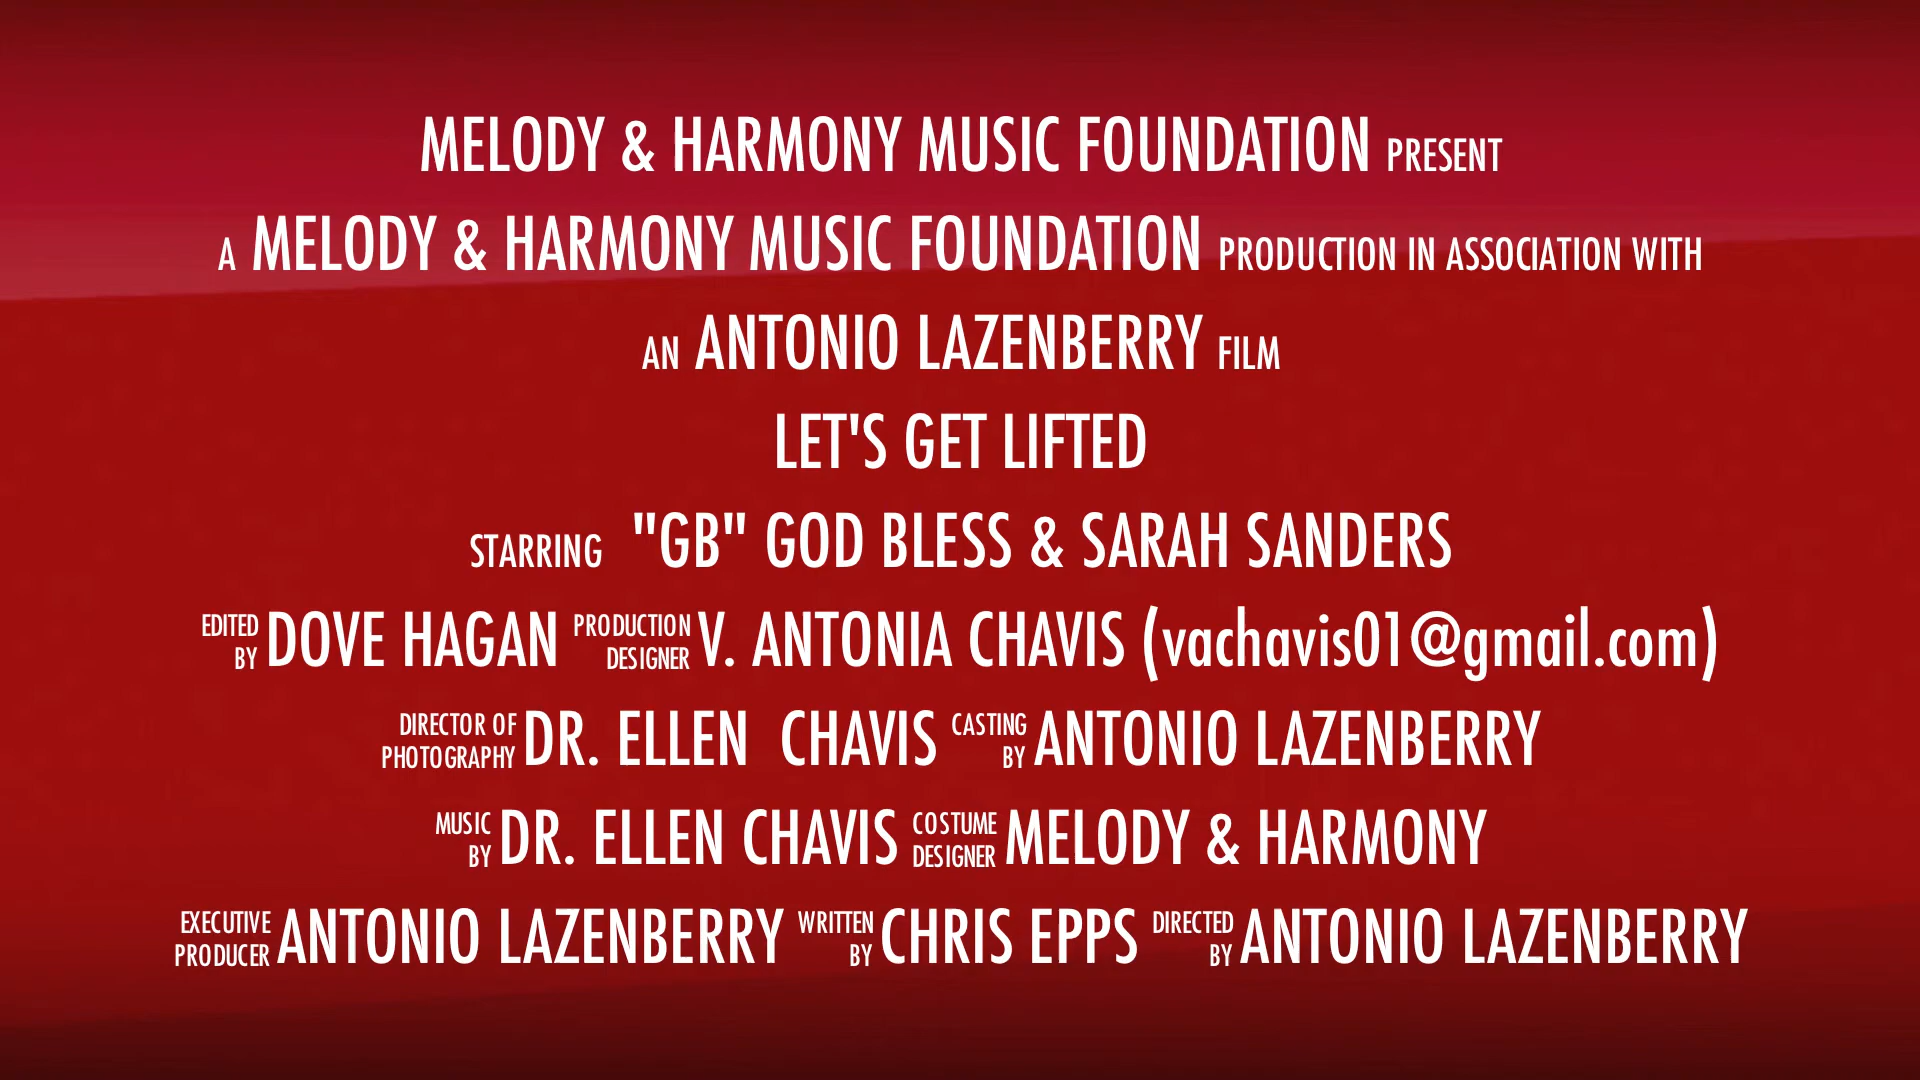 MELODY & HARMONY MUSIC FOUNDATION PRESENT
A MELODY & HARMONY MUSIC FOUNDATION PRODUCTION IN ASSOCIATION WITH
AN ANTONIO LAZENBERRY FILM
LET'S GET LIFTED
STARRING "GB" GOD BLESS & SARAH SANDERS
EDITED BY DOVE HAGAN PRODUCTION DESIGNER V. ANTONIA CHAVIS (vachavis01@gmail.com)
DIRECTOR OF PHOTOGRAPHY DR. ELLEN CHAVIS CASTING BY ANTONIO LAZENBERRY
MUSIC BY DR. ELLEN CHAVIS COSTUME DESIGNER MELODY & HARMONY
EXECUTIVE PRODUCER ANTONIO LAZENBERRY WRITTEN BY CHRIS EPPS DIRECTED BY ANTONIO LAZENBERRY